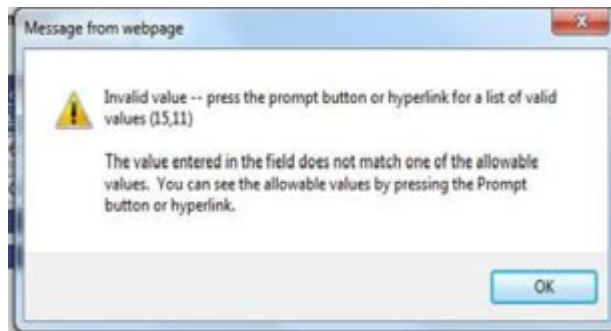 Message from webpage
Invalid value -- press the prompt button or hyperlink for a list of valid
values (15,11)
The value entered in the field does not match one of the allowable
values. You can see the allowable values by pressing the Prompt
button or hyperlink.
OK